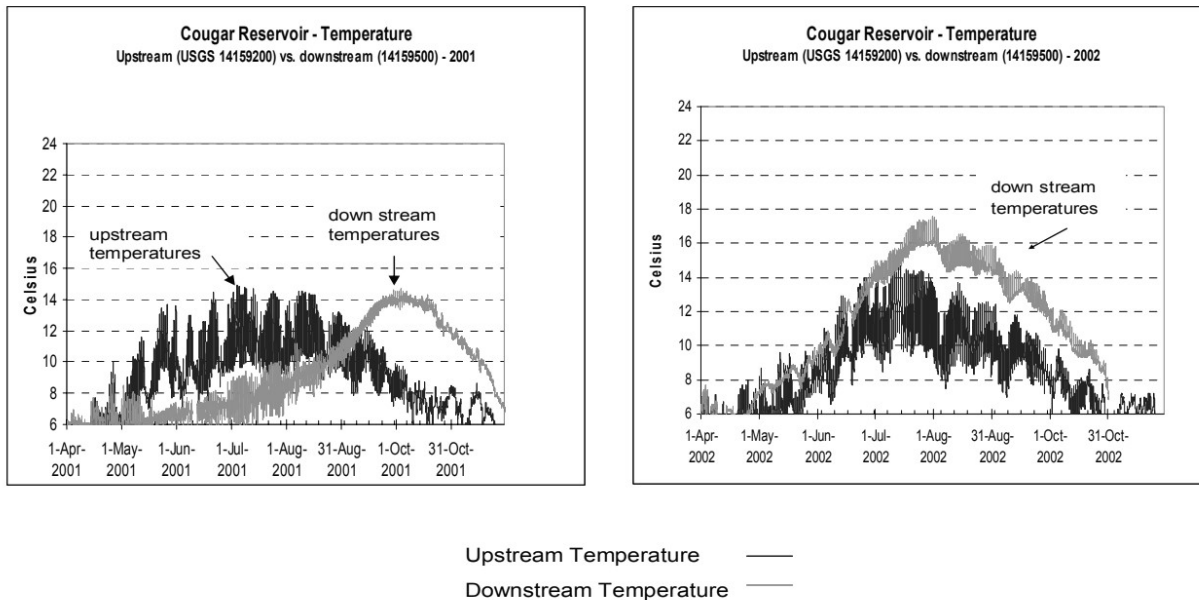 Cougar Reservoir - Temperature
Upstream (USGS 14159200) vs. downstream (14159500) - 2001
24
22
20
18
16
14
12
10
8
6
Celsius
upstream
temperatures
down stream
temperatures
1-Apr- 1-May- 1-Jun- 1-Jul- 1-Aug- 31-Aug- 1-Oct- 31-Oct-
2001 2001 2001 2001 2001 2001 2001 2001
Cougar Reservoir - Temperature
Upstream (USGS 14159200) vs. downstream (14159500) - 2002
24
22
20
18
16
14
12
10
8
6
Celsius
down stream
temperatures
1-Apr- 1-May- 1-Jun- 1-Jul- 1-Aug- 31-Aug- 1-Oct- 31-Oct-
2002 2002 2002 2002 2002 2002 2002 2002
Upstream Temperature
Downstream Temperature